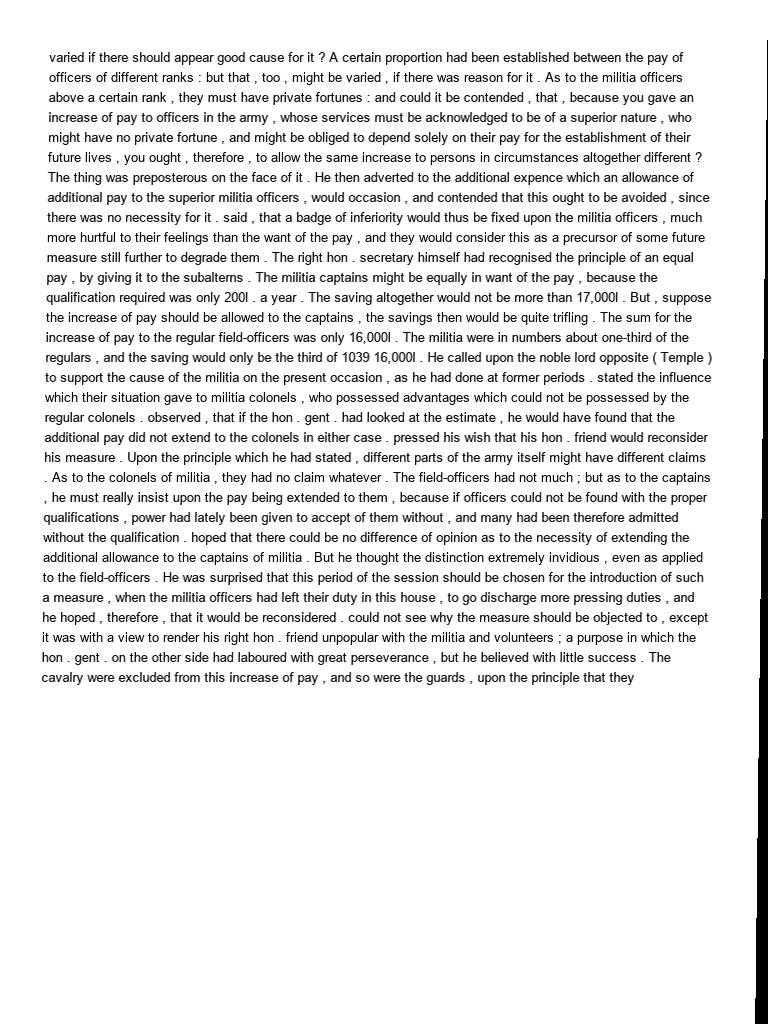 varied if there should appear good cause for it ? A certain proportion had been established between the pay of
officers of different ranks : but that , too , might be varied , if there was reason for it . As to the militia officers
above a certain rank , they must have private fortunes : and could it be contended , that , because you gave an
increase of pay to officers in the army , whose services must be acknowledged to be of a superior nature , who
might have no private fortune , and might be obliged to depend solely on their pay for the establishment of their
future lives , you ought , therefore , to allow the same increase to persons in circumstances altogether different ?
The thing was preposterous on the face of it . He then adverted to the additional expence which an allowance of
additional pay to the superior militia officers , would occasion , and contended that this ought to be avoided , since
there was no necessity for it . said , that a badge of inferiority would thus be fixed upon the militia officers , much
more hurtful to their feelings than the want of the pay , and they would consider this as a precursor of some future
measure still further to degrade them . The right hon . secretary himself had recognised the principle of an equal
pay , by giving it to the subalterns . The militia captains might be equally in want of the pay , because the
qualification required was only 200l . a year . The saving altogether would not be more than 17,000l . But , suppose
the increase of pay should be allowed to the captains , the savings then would be quite trifling . The sum for the
increase of pay to the regular field-officers was only 16,000l . The militia were in numbers about one-third of the
regulars , and the saving would only be the third of 1039 16,000l . He called upon the noble lord opposite ( Temple )
to support the cause of the militia on the present occasion , as he had done at former periods . stated the influence
which their situation gave to militia colonels , who possessed advantages which could not be possessed by the
regular colonels . observed , that if the hon . gent . had looked at the estimate , he would have found that the
additional pay did not extend to the colonels in either case . pressed his wish that his hon . friend would reconsider
his measure . Upon the principle which he had stated , different parts of the army itself might have different claims
. As to the colonels of militia , they had no claim whatever . The field-officers had not much ; but as to the captains
, he must really insist upon the pay being extended to them , because if officers could not be found with the proper
qualifications , power had lately been given to accept of them without , and many had been therefore admitted
without the qualification . hoped that there could be no difference of opinion as to the necessity of extending the
additional allowance to the captains of militia . But he thought the distinction extremely invidious , even as applied
to the field-officers . He was surprised that this period of the session should be chosen for the introduction of such
a measure , when the militia officers had left their duty in this house , to go discharge more pressing duties , and
he hoped , therefore , that it would be reconsidered . could not see why the measure should be objected to , except
it was with a view to render his right hon . friend unpopular with the militia and volunteers ; a purpose in which the
hon . gent . on the other side had laboured with great perseverance , but he believed with little success . The
cavalry were excluded from this increase of pay , and so were the guards , upon the principle that they